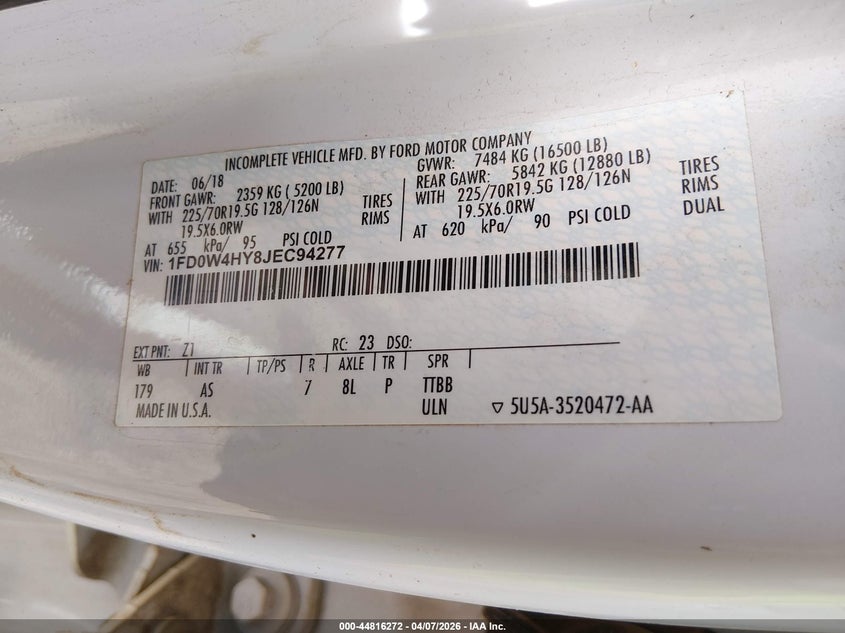 INCOMPLETE VEHICLE MFD. BY FORD MOTOR COMPANY
DATE: 06/18 GVWR: 7484 KG (16500 LB)
FRONT GAWR: 2359 KG ( 5200 LB) REAR GAWR: 5842 KG (12880 LB)
WITH 225/70R19.5G 128/126N TIRES WITH 225/70R19.5G 128/126N TIRES
19.5X6.0RW RIMS 19.5X6.0RW RIMS
AT 655 kPa/ 95 PSI COLD AT 620 kPa/ 90 PSI COLD DUAL
VIN: 1FD0W4HY8JEC94277
EXT PNT: Z1 RC: 23 DSO:
WB INT TR TP/PS R AXLE TR SPR
179 AS 7 8L P TTBB
MADE IN U.S.A. ULN ▽ 5U5A-3520472-AA
000-44816272 - 04/07/2026 - IAA Inc.